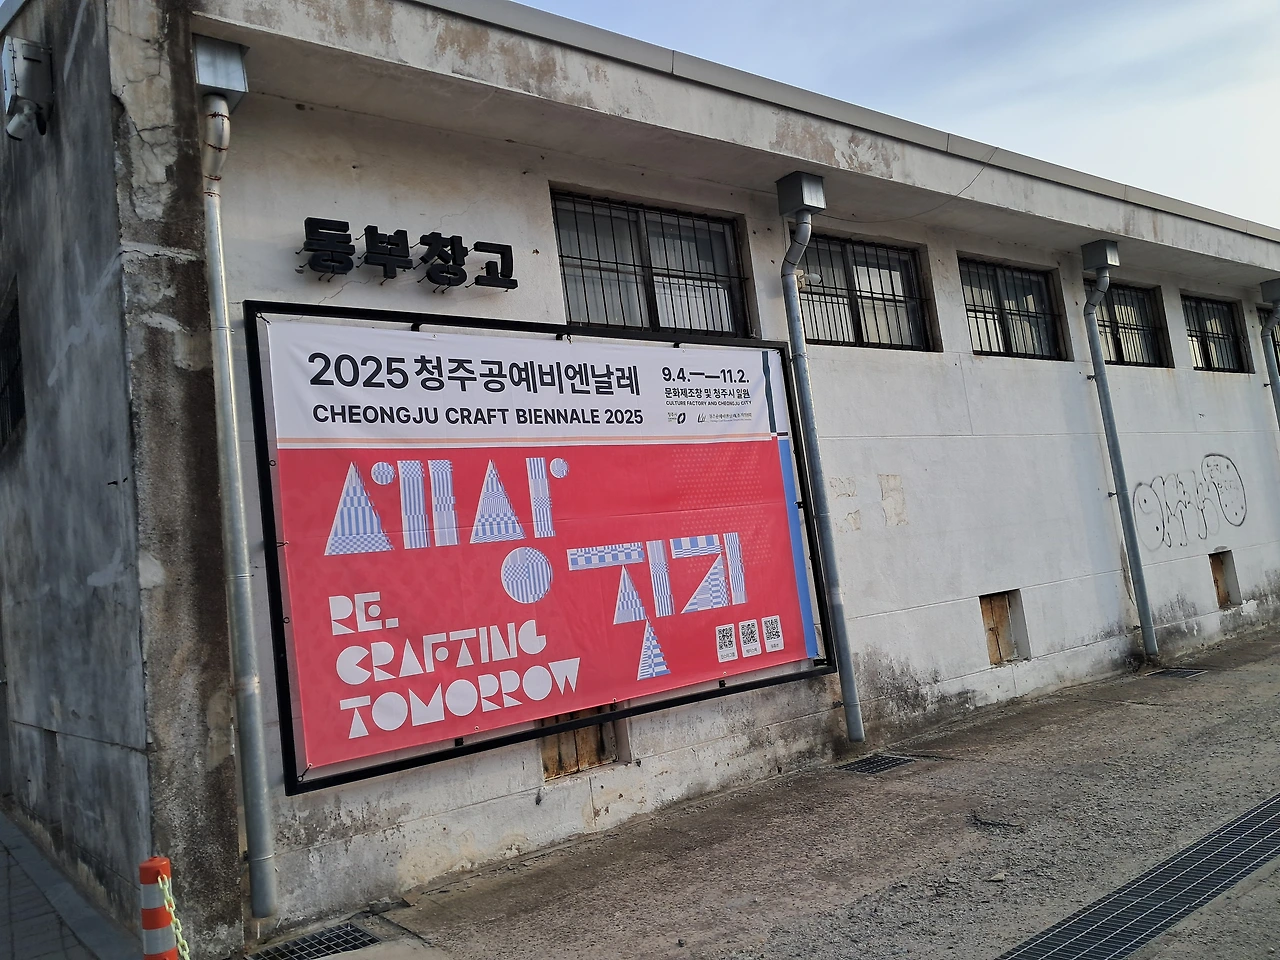 동부창고
2025 청주공예비엔날레
CHEONGJU CRAFT BIENNALE 2025
9.4.—11.2.
문화제조창 및 청주시 일원
CULTURE FACTORY AND CHEONGJU CITY
세상 짓기
RE_
CRAFTING
TOMORROW